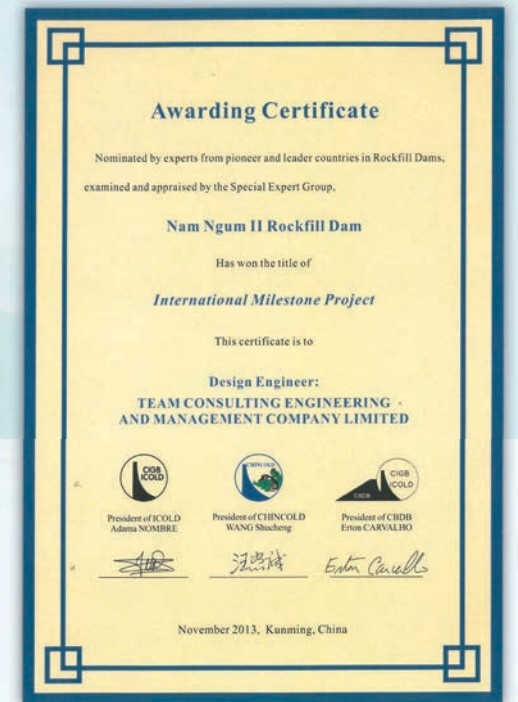 Awarding Certificate
Nominated by experts from pioneer and leader countries in Rockfill Dams,
examined and appraised by the Special Expert Group,
Nam Ngum II Rockfill Dam
Has won the title of
International Milestone Project
This certificate is to
Design Engineer:
TEAM CONSULTING ENGINEERING
AND MANAGEMENT COMPANY LIMITED
CIGB
ICOLD
CHINCOLD
CBDB
CIGB
ICOLD
President of ICOLD
Adama NOMBRE
President of CHINCOLD
WANG Shucheng
President of CBDB
Erton CARVALHO
汪恕诚
Erton Carvalho
November 2013, Kunming, China